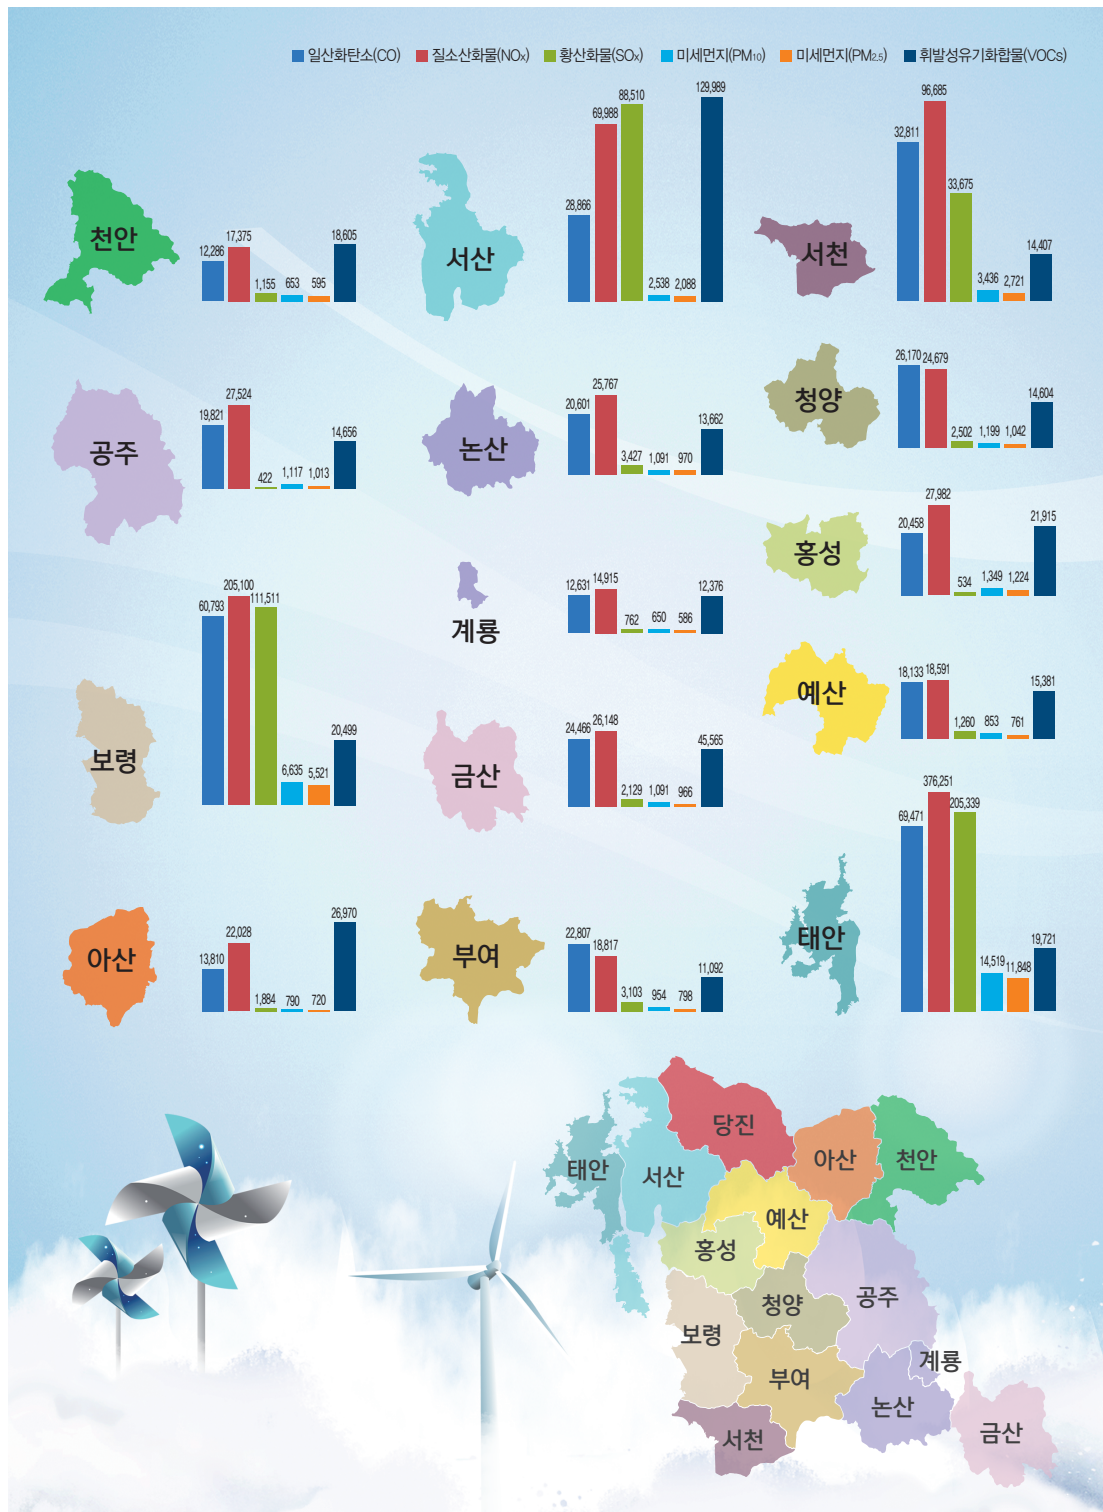 일산화탄소(CO) 질소산화물(NOx) 황산화물(SOx) 미세먼지(PM10) 미세먼지(PM2.5) 휘발성유기화합물(VOCs)
천안
12,286 17,375 1,155 653 595 18,605
서산
28,866 69,988 88,510 2,538 2,088 129,989
서천
32,811 96,685 33,675 3,436 2,721 14,407
공주
19,821 27,524 422 1,117 1,013 14,656
논산
20,601 25,767 3,427 1,091 970 13,662
청양
26,170 24,679 2,502 1,199 1,042 14,604
홍성
20,458 27,982 534 1,349 1,224 21,915
보령
60,793 205,100 111,511 6,635 5,521 20,499
계룡
12,631 14,915 762 650 586 12,376
예산
18,133 18,591 1,260 853 761 15,381
금산
24,466 26,148 2,129 1,091 966 45,565
아산
13,810 22,028 1,884 790 720 26,970
부여
22,807 18,817 3,103 954 798 11,092
태안
69,471 376,251 205,339 14,519 11,848 19,721
당진
태안
서산
아산
천안
예산
홍성
청양
공주
보령
부여
계룡
논산
서천
금산